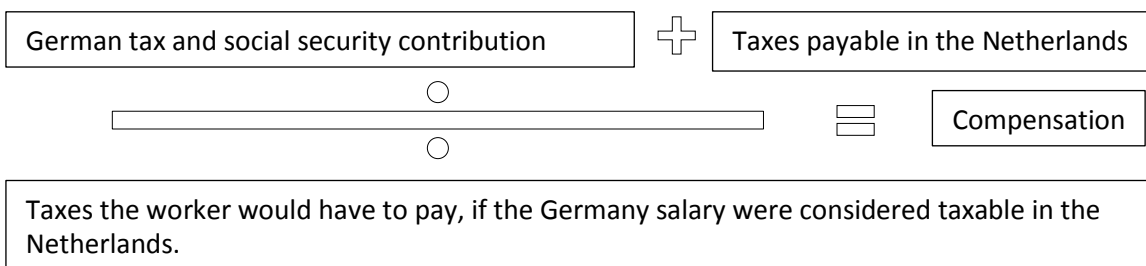 German tax and social security contribution
Taxes payable in the Netherlands
Compensation
Taxes the worker would have to pay, if the Germany salary were considered taxable in the
Netherlands.